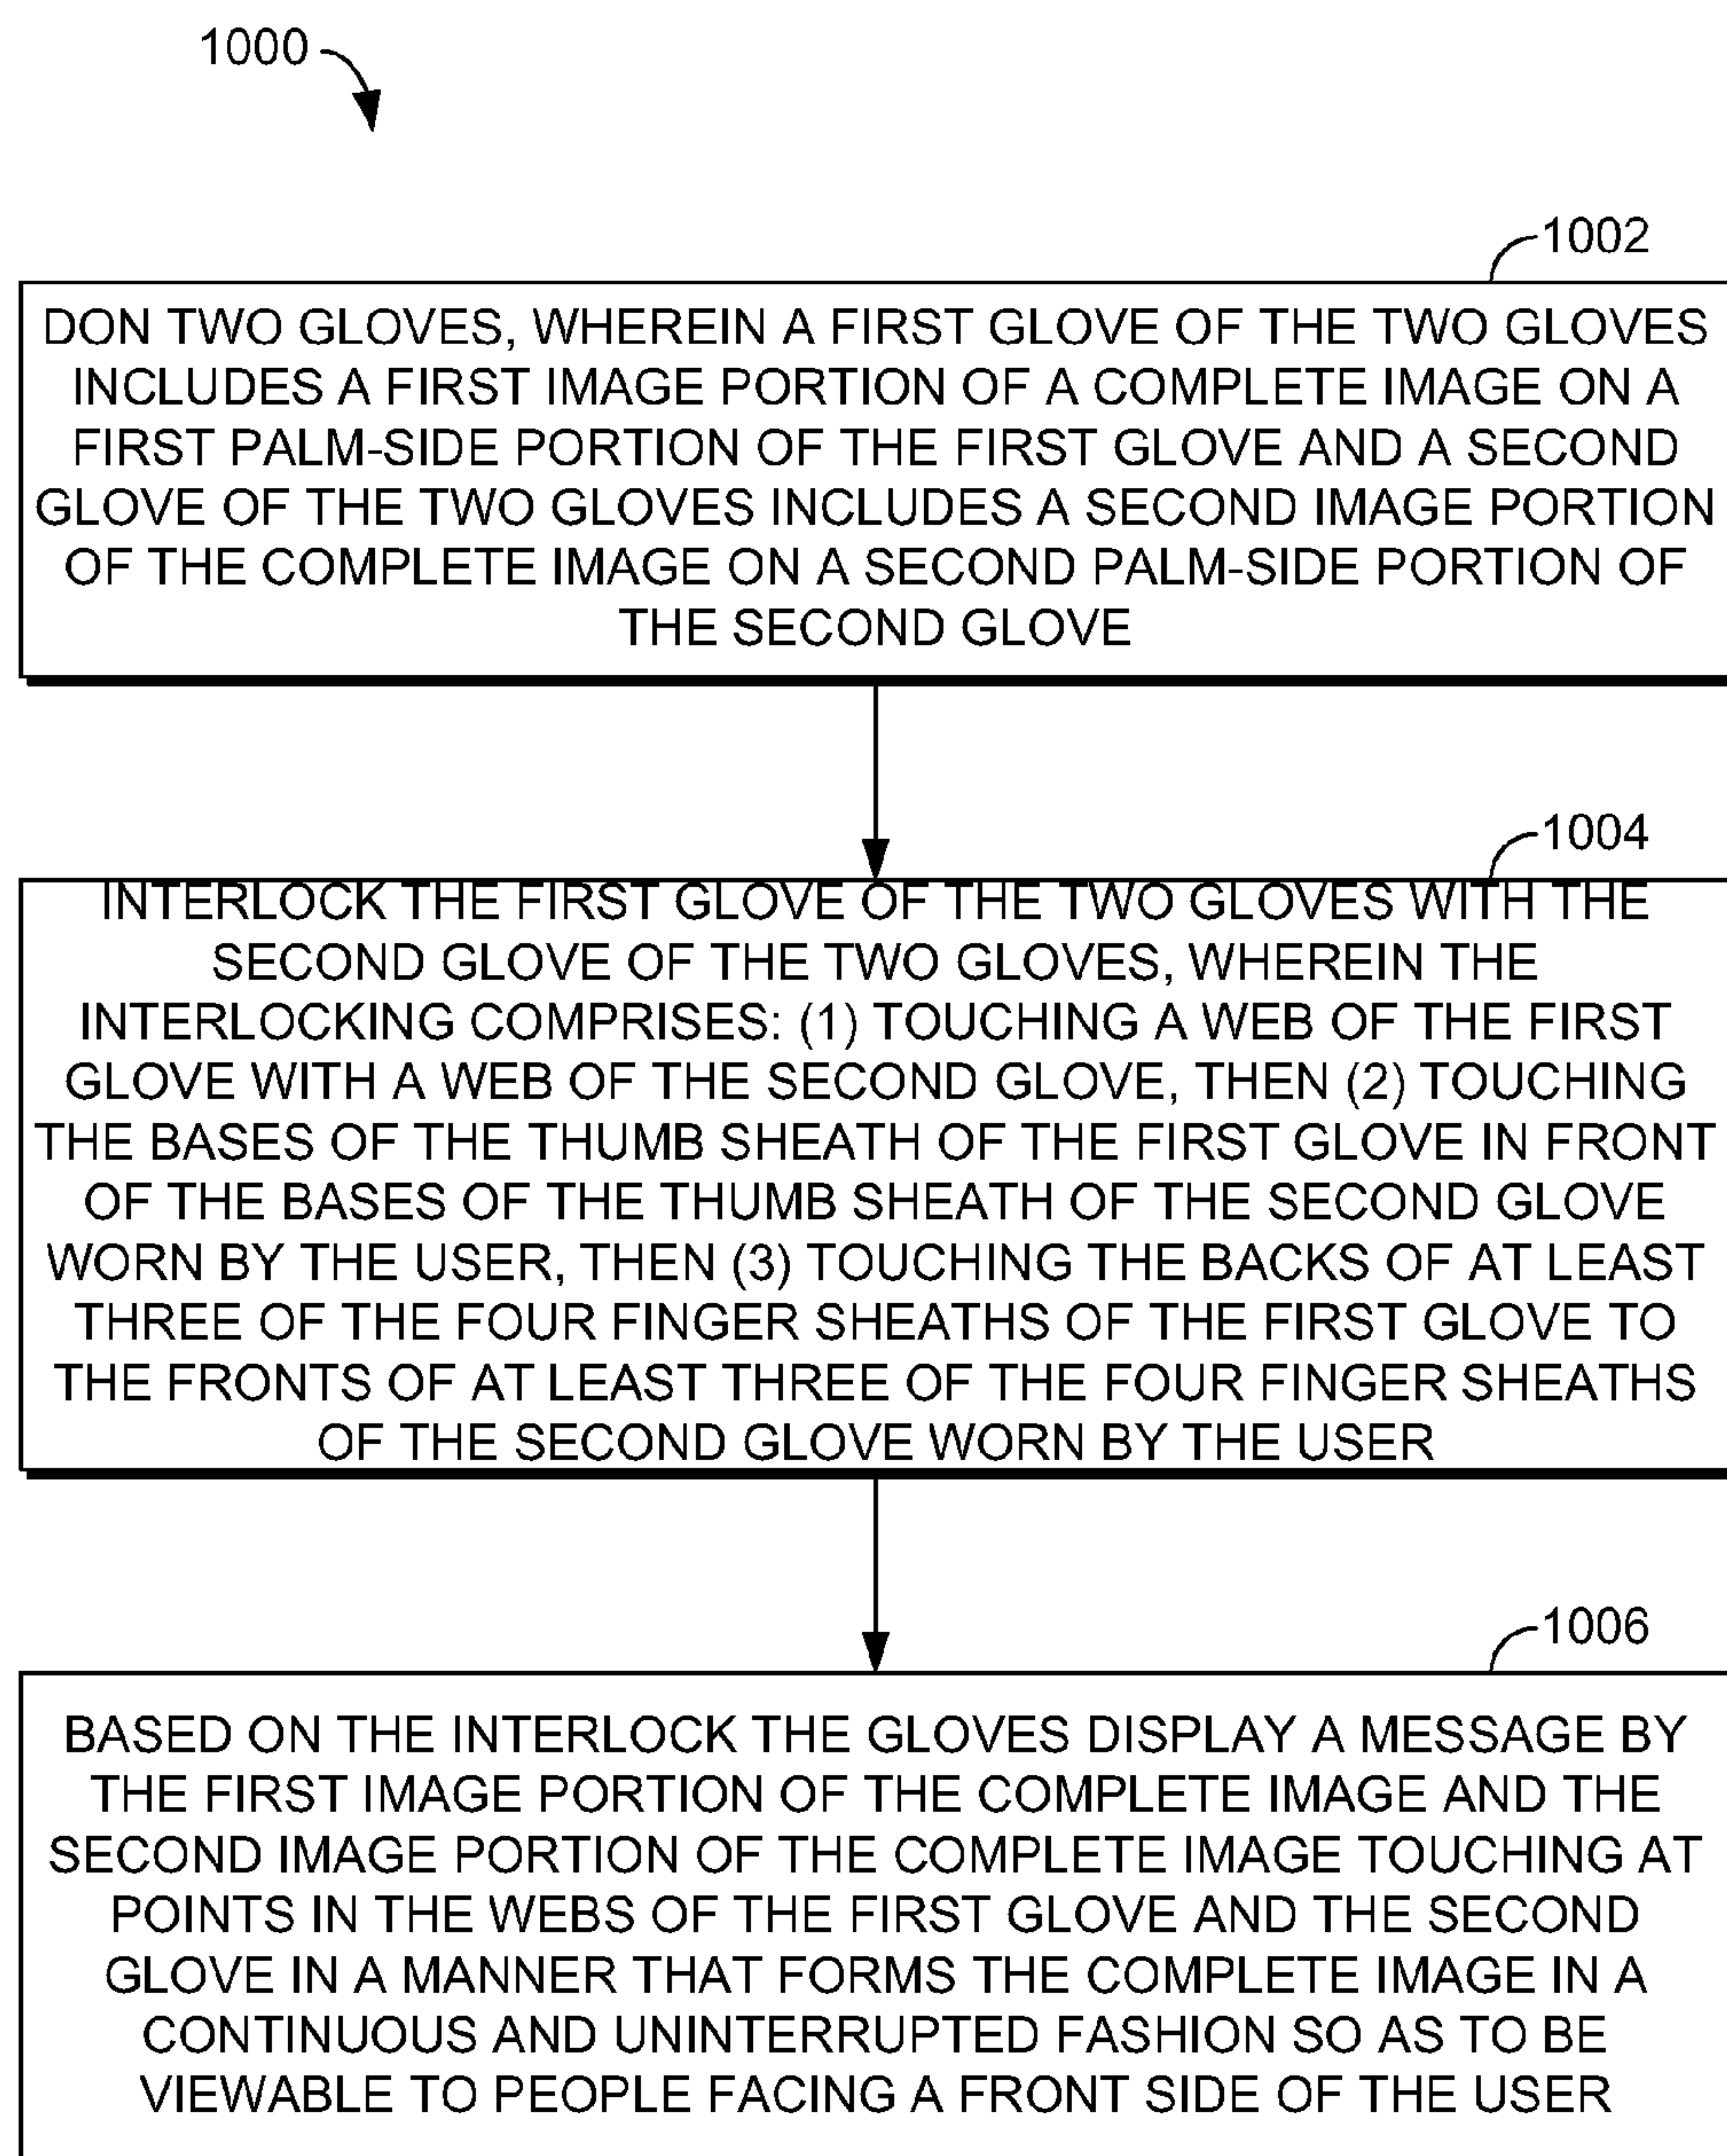 1000
1002
DON TWO GLOVES, WHEREIN A FIRST GLOVE OF THE TWO GLOVES
INCLUDES A FIRST IMAGE PORTION OF A COMPLETE IMAGE ON A
FIRST PALM-SIDE PORTION OF THE FIRST GLOVE AND A SECOND
GLOVE OF THE TWO GLOVES INCLUDES A SECOND IMAGE PORTION
OF THE COMPLETE IMAGE ON A SECOND PALM-SIDE PORTION OF
THE SECOND GLOVE
1004
INTERLOCK THE FIRST GLOVE OF THE TWO GLOVES WITH THE
SECOND GLOVE OF THE TWO GLOVES, WHEREIN THE
INTERLOCKING COMPRISES: (1) TOUCHING A WEB OF THE FIRST
GLOVE WITH A WEB OF THE SECOND GLOVE, THEN (2) TOUCHING
THE BASES OF THE THUMB SHEATH OF THE FIRST GLOVE IN FRONT
OF THE BASES OF THE THUMB SHEATH OF THE SECOND GLOVE
WORN BY THE USER, THEN (3) TOUCHING THE BACKS OF AT LEAST
THREE OF THE FOUR FINGER SHEATHS OF THE FIRST GLOVE TO
THE FRONTS OF AT LEAST THREE OF THE FOUR FINGER SHEATHS
OF THE SECOND GLOVE WORN BY THE USER
1006
BASED ON THE INTERLOCK THE GLOVES DISPLAY A MESSAGE BY
THE FIRST IMAGE PORTION OF THE COMPLETE IMAGE AND THE
SECOND IMAGE PORTION OF THE COMPLETE IMAGE TOUCHING AT
POINTS IN THE WEBS OF THE FIRST GLOVE AND THE SECOND
GLOVE IN A MANNER THAT FORMS THE COMPLETE IMAGE IN A
CONTINUOUS AND UNINTERRUPTED FASHION SO AS TO BE
VIEWABLE TO PEOPLE FACING A FRONT SIDE OF THE USER